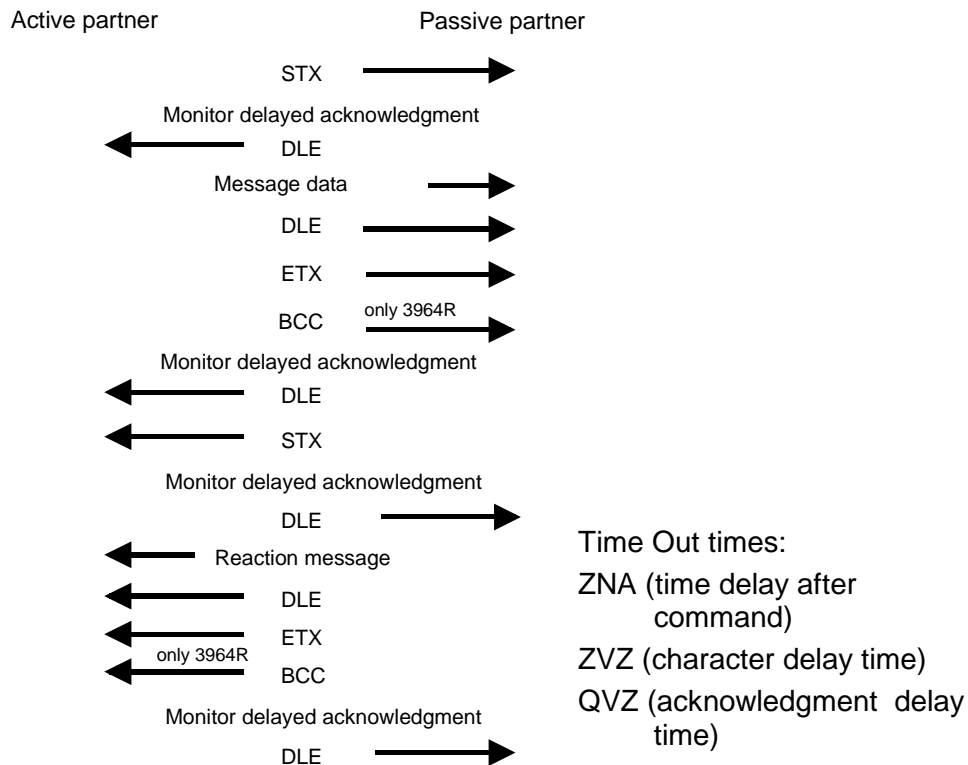 Active partner
Passive partner
STX
Monitor delayed acknowledgment
DLE
Message data
DLE
ETX
BCC
only 3964R
Monitor delayed acknowledgment
DLE
STX
Monitor delayed acknowledgment
DLE
Reaction message
DLE
ETX
only 3964R
BCC
Monitor delayed acknowledgment
DLE
Time Out times:
ZNA (time delay after
command)
ZVZ (character delay time)
QVZ (acknowledgment delay
time)